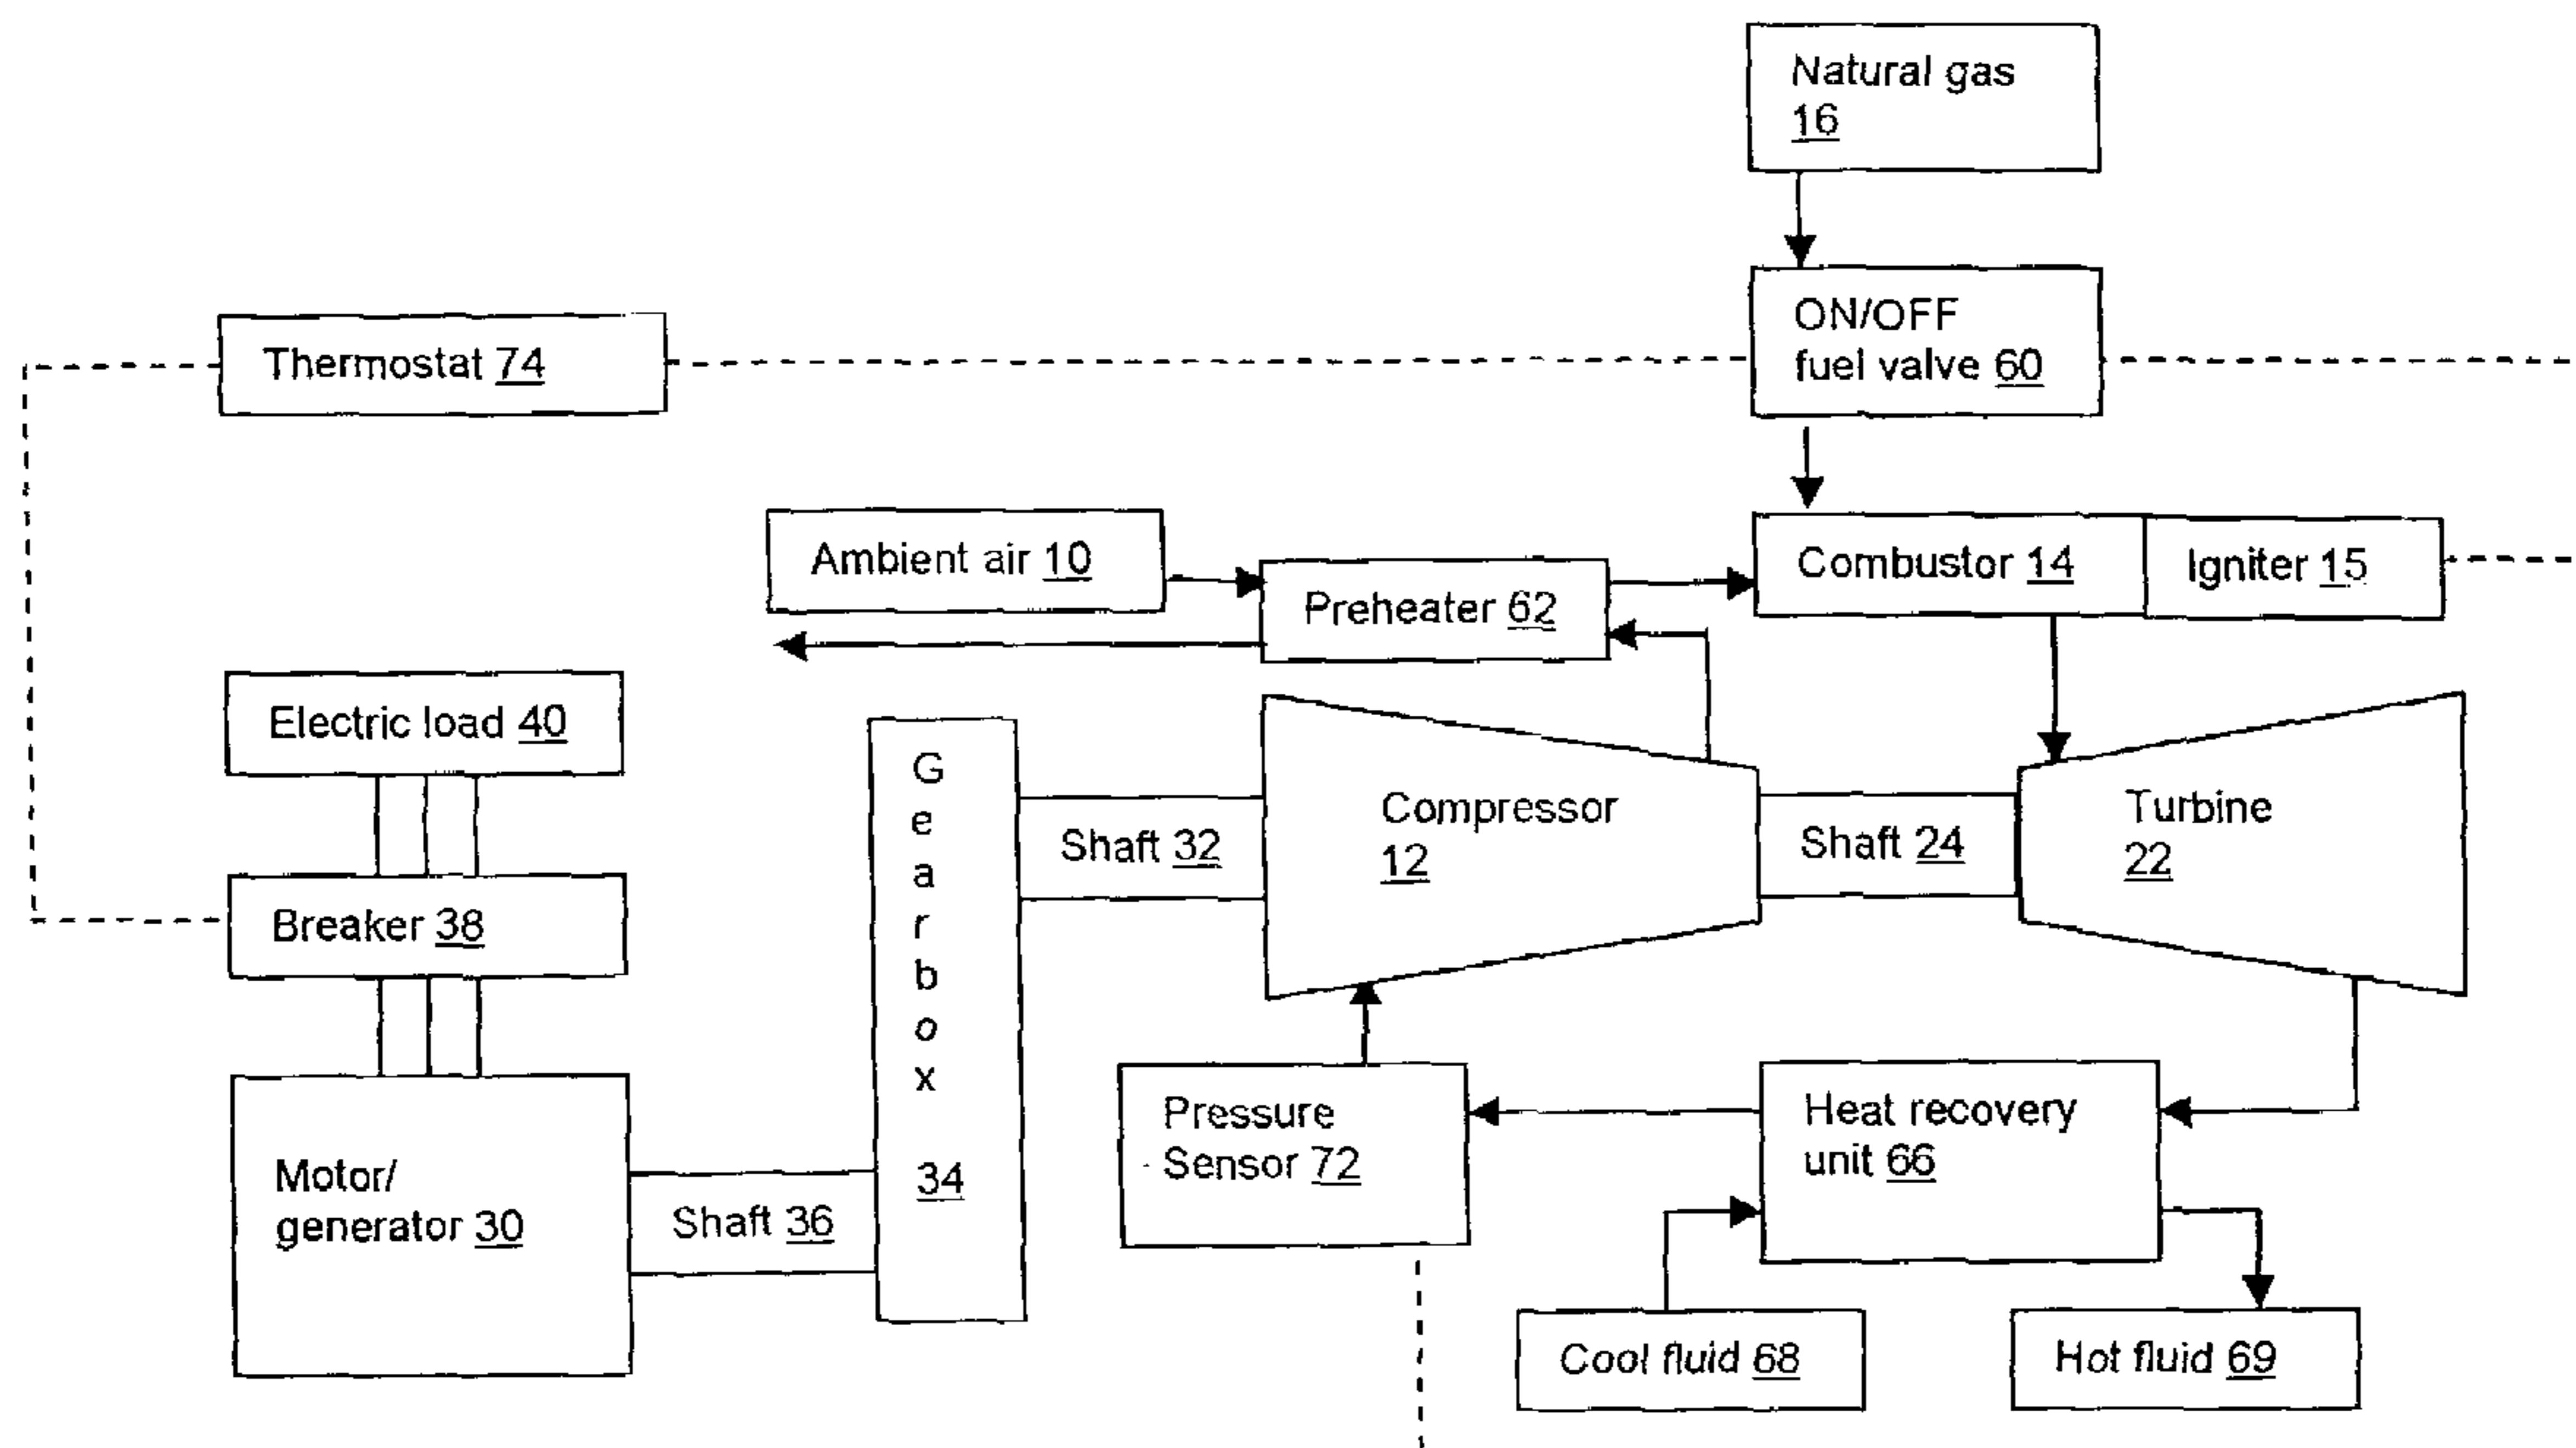 Natural gas
16
ON/OFF
fuel valve 60
Thermostat 74
Ambient air 10
Preheater 62
Combustor 14
Igniter 15
Electric load 40
Breaker 38
Motor/
generator 30
Shaft 36
Gearbox
34
Shaft 32
Compressor
12
Shaft 24
Turbine
22
Pressure
Sensor 72
Heat recovery
unit 66
Cool fluid 68
Hot fluid 69